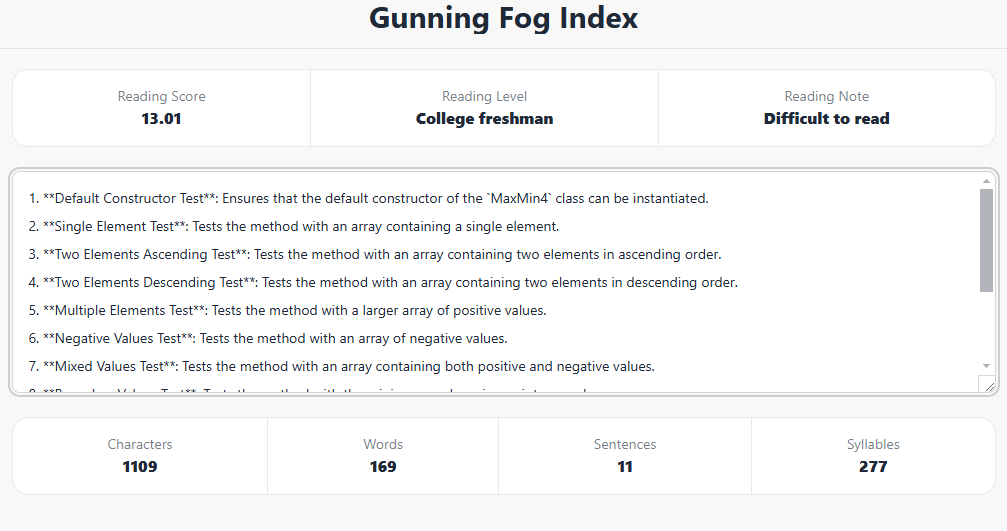 Gunning Fog Index
Reading Score
13.01
Reading Level
College freshman
Reading Note
Difficult to read
1. **Default Constructor Test**: Ensures that the default constructor of the `MaxMin4` class can be instantiated.
2. **Single Element Test**: Tests the method with an array containing a single element.
3. **Two Elements Ascending Test**: Tests the method with an array containing two elements in ascending order.
4. **Two Elements Descending Test**: Tests the method with an array containing two elements in descending order.
5. **Multiple Elements Test**: Tests the method with a larger array of positive values.
6. **Negative Values Test**: Tests the method with an array of negative values.
7. **Mixed Values Test**: Tests the method with an array containing both positive and negative values.
Characters
1109
Words
169
Sentences
11
Syllables
277